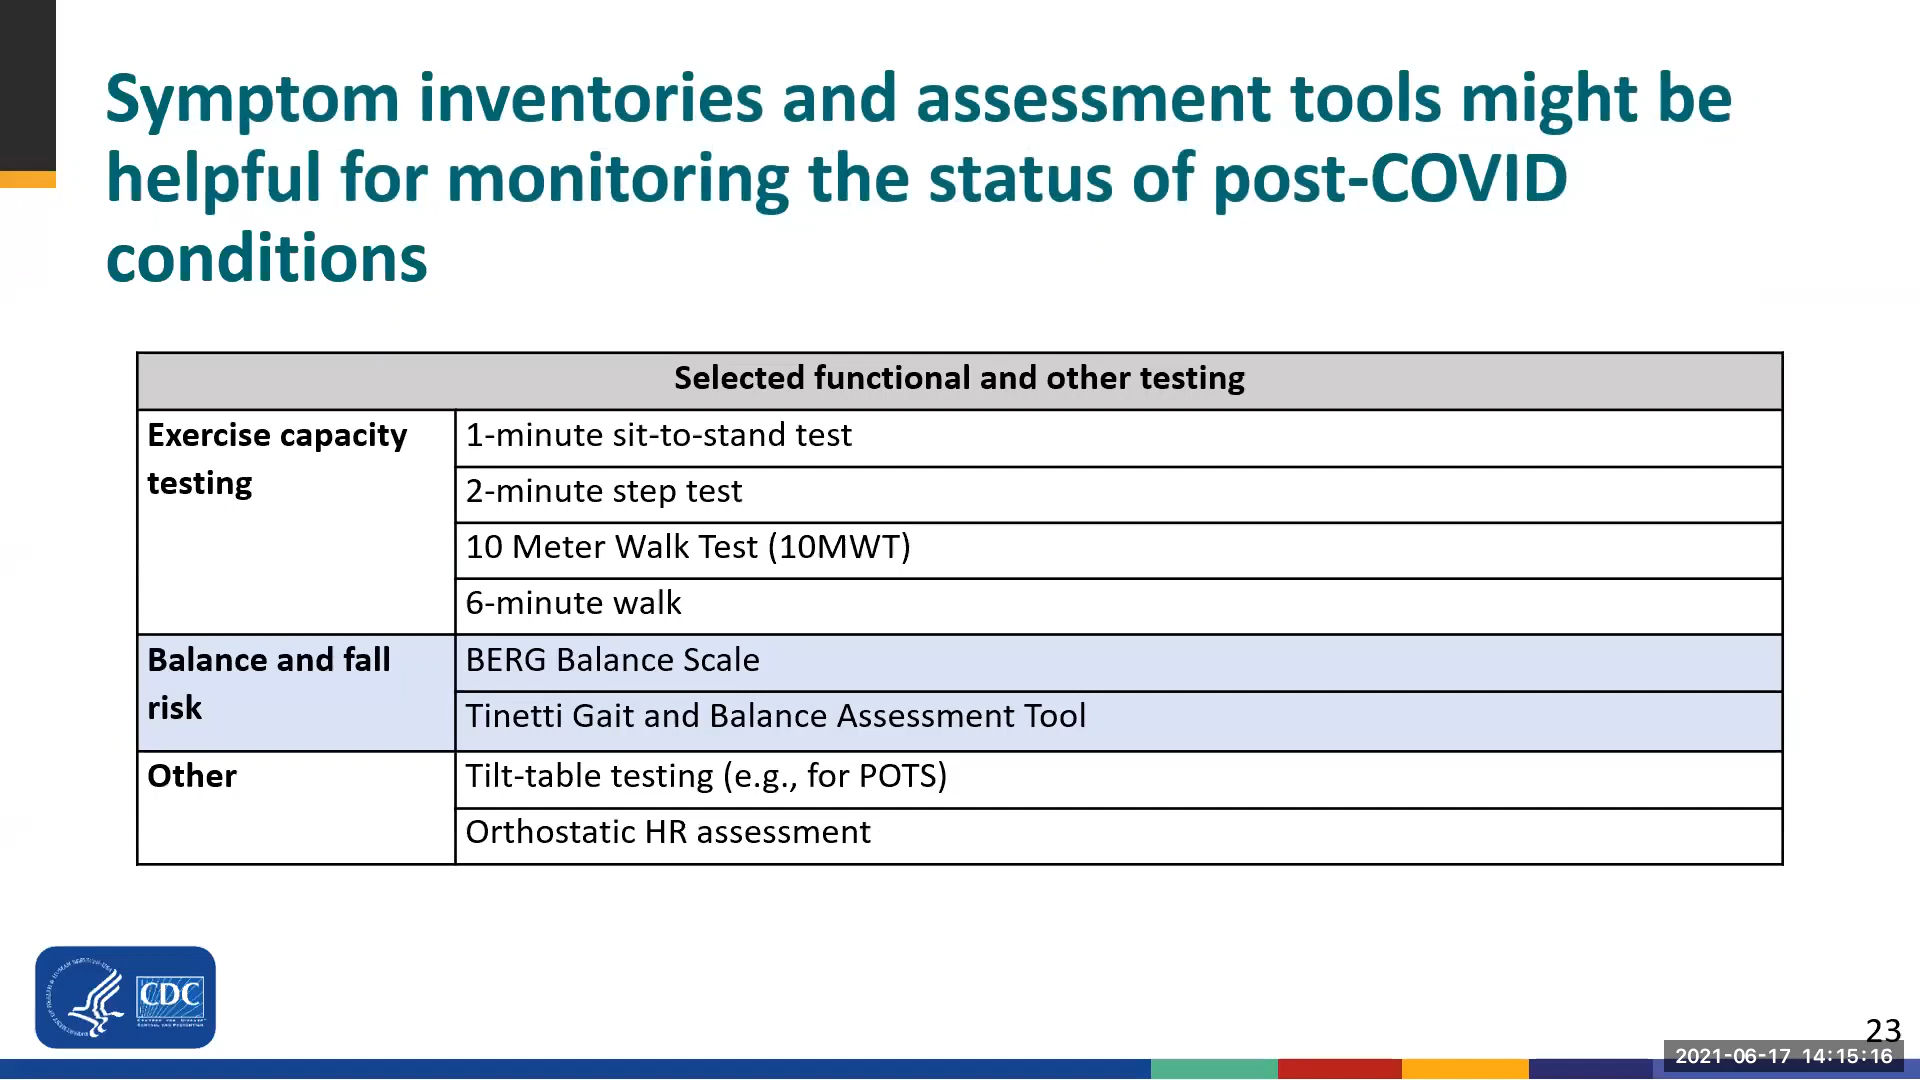 Symptom inventories and assessment tools might be
helpful for monitoring the status of post-COVID
conditions
Selected functional and other testing
Exercise capacity
testing
1-minute sit-to-stand test
2-minute step test
10 Meter Walk Test (10MWT)
6-minute walk
Balance and fall
risk
BERG Balance Scale
Tinetti Gait and Balance Assessment Tool
Other
Tilt-table testing (e.g., for POTS)
Orthostatic HR assessment
CDC
23
2021-06-17 14:15:16